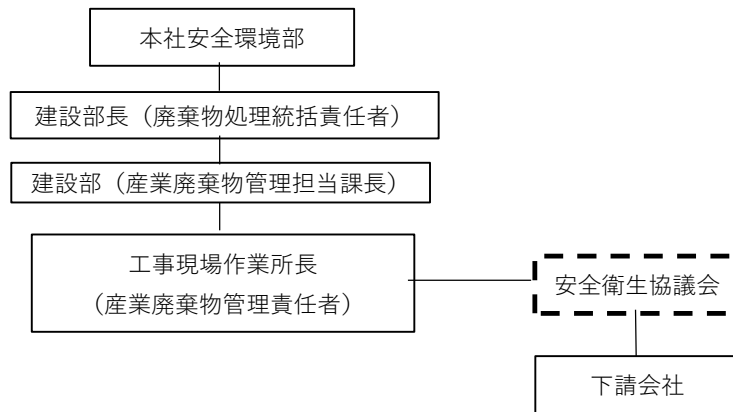 本社安全環境部
建設部長（廃棄物処理統括責任者）
建設部（産業廃棄物管理担当課長）
工事現場作業所長
（産業廃棄物管理責任者）
安全衛生協議会
下請会社